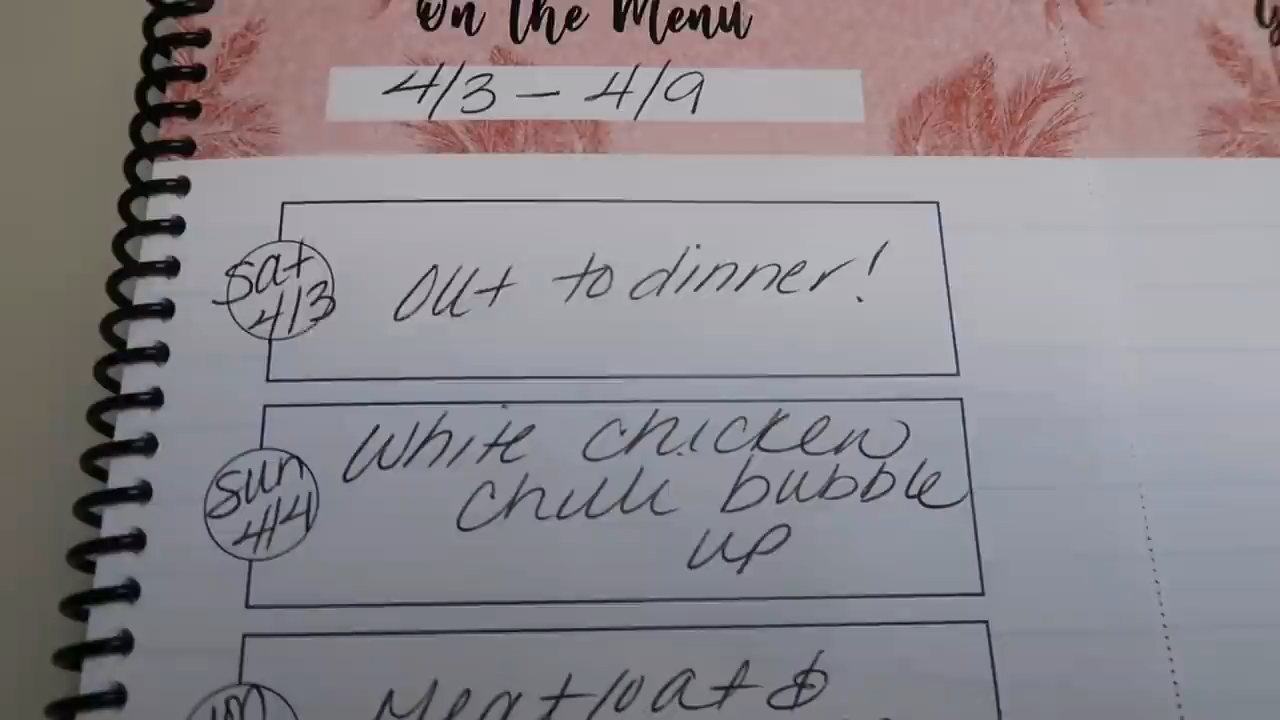 On the Menu
4/3 - 4/9
Sat
4/3
Out to dinner!
Sun
4/4
White chicken
chili bubble
up
Meatloaf &